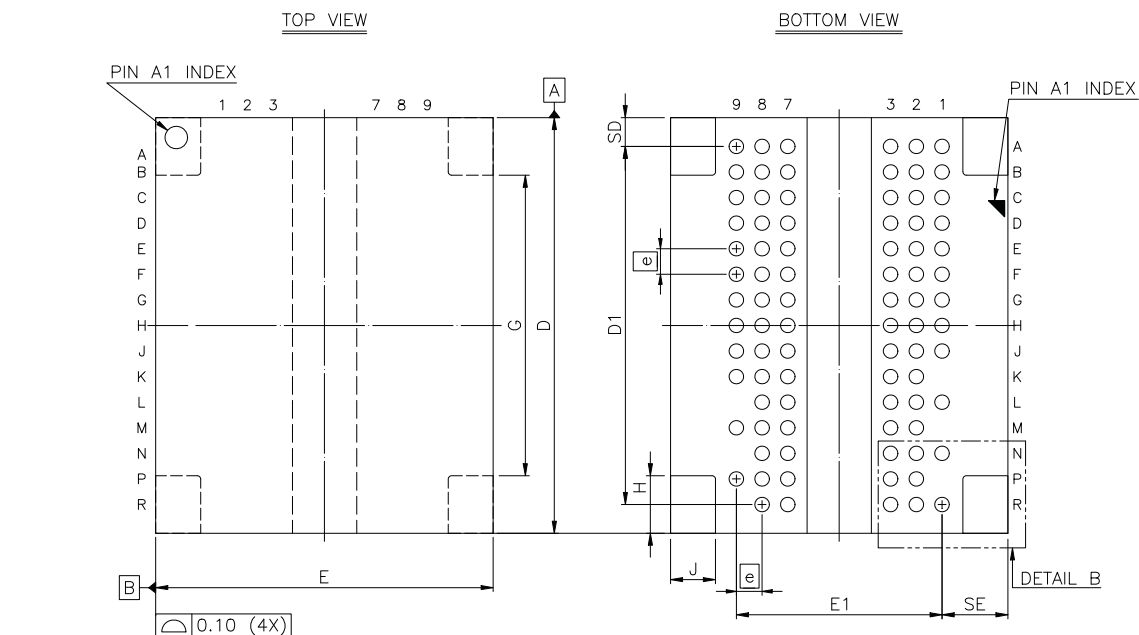 TOP VIEW
BOTTOM VIEW
PIN A1 INDEX
A
PIN A1 INDEX
1 2 3 7 8 9
9 8 7 3 2 1
SD
A
B
C
D
E
F
G
H
J
K
L
M
N
P
R
G
D
e
D1
H
A
B
C
D
E
F
G
H
J
K
L
M
N
P
R
B
E
J
e
E1
SE
DETAIL B
0.10 (4X)